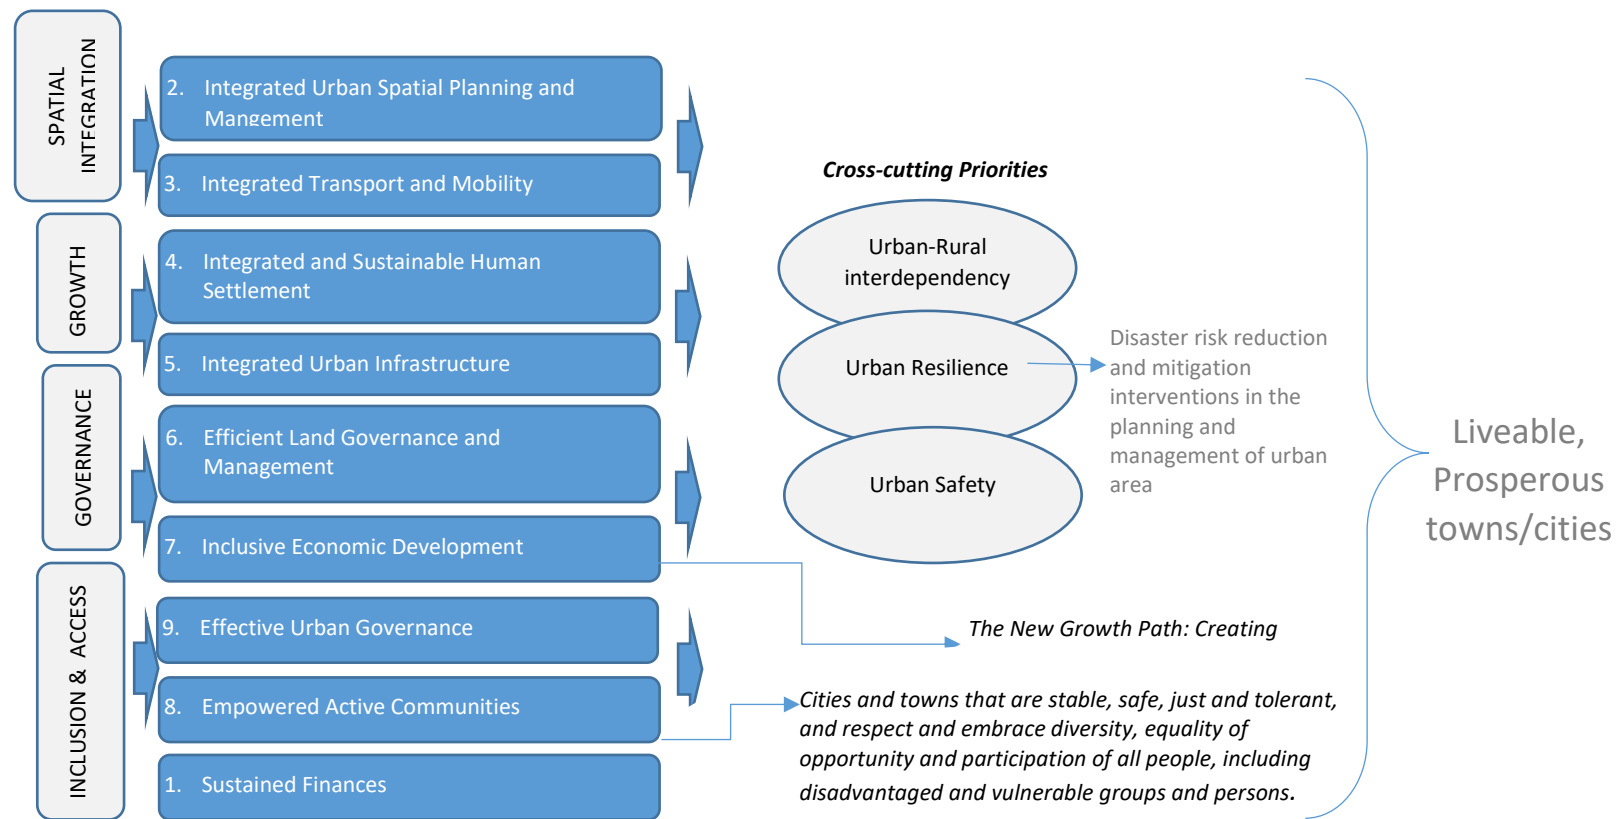 SPATIAL
INTEGRATION
2. Integrated Urban Spatial Planning and
Mangement
3. Integrated Transport and Mobility
GROWTH
4. Integrated and Sustainable Human
Settlement
5. Integrated Urban Infrastructure
GOVERNANCE
6. Efficient Land Governance and
Management
7. Inclusive Economic Development
INCLUSION & ACCESS
9. Effective Urban Governance
8. Empowered Active Communities
1. Sustained Finances
Cross-cutting Priorities
Urban-Rural
interdependency
Urban Resilience
Urban Safety
Disaster risk reduction
and mitigation
interventions in the
planning and
management of urban
area
The New Growth Path: Creating
Cities and towns that are stable, safe, just and tolerant,
and respect and embrace diversity, equality of
opportunity and participation of all people, including
disadvantaged and vulnerable groups and persons.
Liveable,
Prosperous
towns/cities